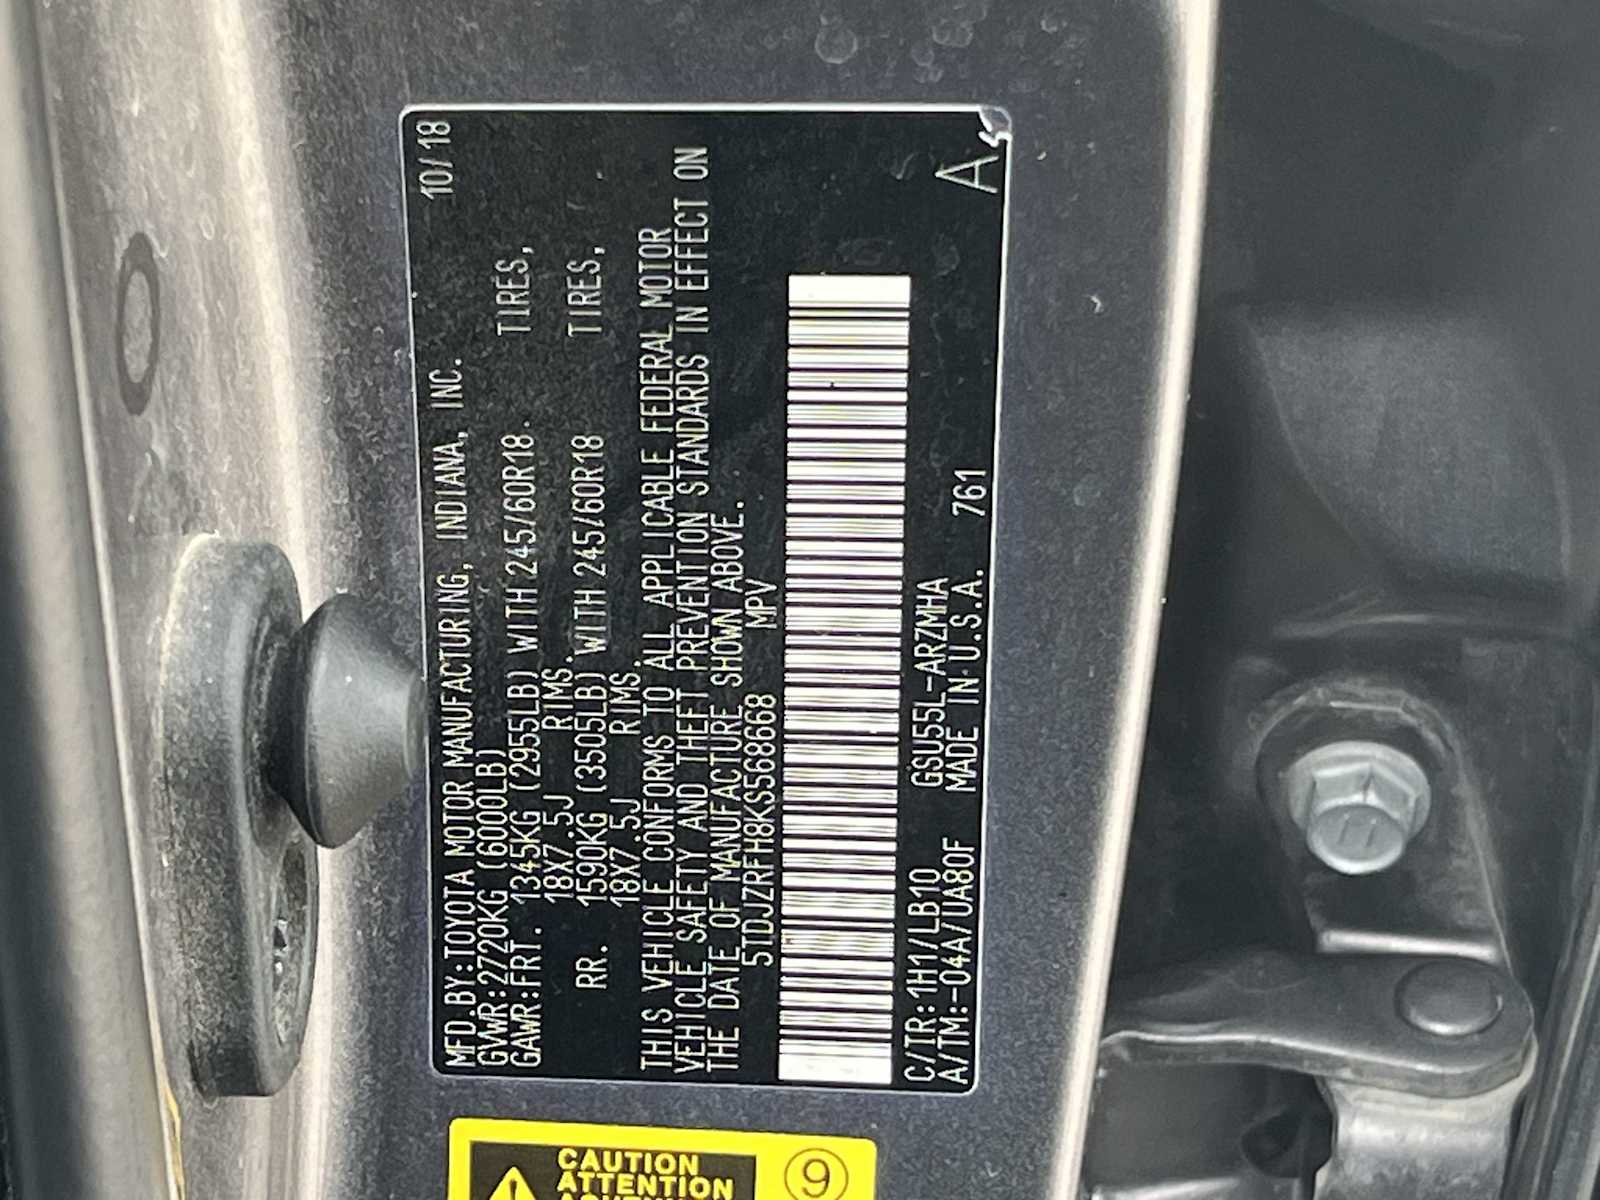 MFD.BY:TOYOTA MOTOR MANUFACTURING, INDIANA, INC. 10/18
GVWR:2720KG (6000LB)
GAWR:FRT. 1345KG (2955LB) WITH 245/60R18. TIRES,
18X7.5J RIMS.
RR. 1590KG (3505LB) WITH 245/60R18 TIRES,
18X7.5J RIMS.
THIS VEHICLE CONFORMS TO ALL APPLICABLE FEDERAL MOTOR
VEHICLE SAFETY AND THEFT PREVENTION STANDARDS IN EFFECT ON
THE DATE OF MANUFACTURE SHOWN ABOVE.
5TDJZRFH8KS568668 MPV
C/TR:1H1/LB10 GSU55L-ARZMHA
A/TM:-04A/UA80F MADE IN U.S.A. 761
A
CAUTION
ATTENTION
9